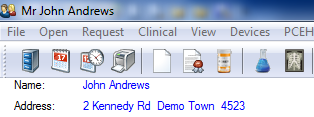 Mr John Andrews
File Open Request Clinical View Devices PCEH
Name: John Andrews
Address: 2 Kennedy Rd Demo Town 4523